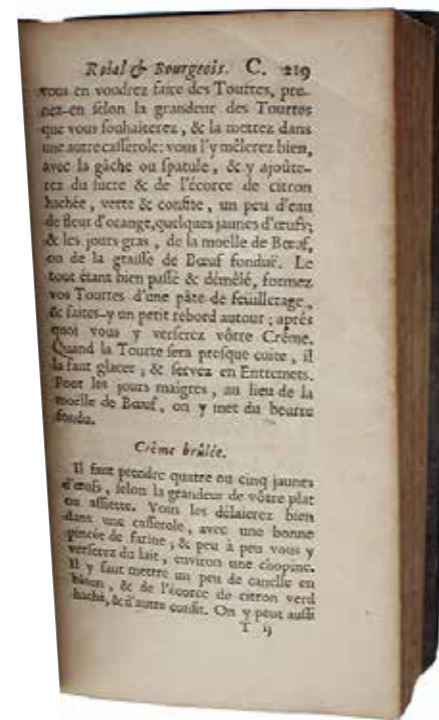 Roïal & Bourgeois. C. 219
vous en voudrez faire des Tourtes, pre-
nez-en ſelon la grandeur des Tourtes
que vous ſouhaiterez, & la mettez dans
une autre caſſerole: vous l'y mêlerez bien,
avec la gâche ou ſpatule, & y ajoûte-
rez du ſucre & de l'écorce de citron
hachée, verte & confite, un peu d'eau
de fleur d'orange, quelques jaunes d'œufs;
& les jours gras, de la moelle de Bœuf,
ou de la graiſſe de Bœuf fonduë. Le
tout étant bien paſſé & démêlé, formez
vos Tourtes d'une pâte de feuilletage,
& faites-y un petit rebord autour; aprés
quoi vous y verſerez vôtre Crême.
Quand la Tourte ſera preſque cuite, il
la faut glacer, & ſervez en Entremets.
Pour les jours maigres, au lieu de la
moelle de Bœuf, on y met du beurre
fondu.
Crême brûlée.
Il faut prendre quatre ou cinq jaunes
d'œufs, ſelon la grandeur de vôtre plat
ou aſſiette. Vous les délaierez bien
dans une caſſerole, avec une bonne
pincée de farine; & peu à peu vous y
verſerez du lait, environ une chopine.
Il y faut mettre un peu de canelle en
bâton, & de l'écorce de citron verd
haché, & d'autre confit. On y peut auſſi
T ij